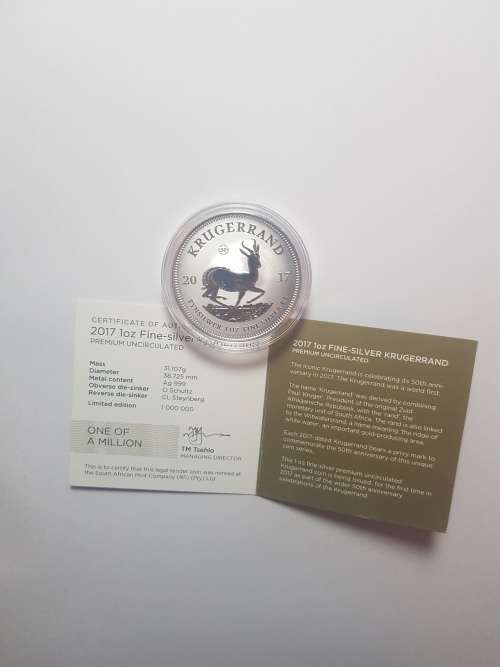 KRUGERRAND
50
20 17
FYNSILWER 1 OZ FINE SILVER
CERTIFICATE OF AUT
2017 1oz Fine-silver
PREMIUM UNCIRCULATED
Mass 31,107g
Diameter 38,725 mm
Metal content Ag 999
Obverse die-sinker O Schultz
Reverse die-sinker CL Steynberg
Limited edition 1 000 000
ONE OF
A MILLION
TM Tsehlo
MANAGING DIRECTOR
This is to certify that this legal tender coin was minted at
the South African Mint Company (RF) (Pty) Ltd
2017 1oz FINE-SILVER KRUGERRAND
PREMIUM UNCIRCULATED
The iconic Krugerrand is celebrating its 50th anni-
versary in 2017. The Krugerrand was a world first.
The name 'Krugerrand' was derived by combining
'Paul Kruger', President of the original Zuid
Afrikaansche Republiek, with the 'rand', the
monetary unit of South Africa. The rand is also linked
to the Witwatersrand, a name meaning 'the ridge of
white water', an important gold-producing area.
Each 2017-dated Krugerrand bears a privy mark to
commemorate the 50th anniversary of this unique
coin series.
The 1 oz fine silver premium uncirculated
Krugerrand coin is being issued for the first time in
2017 as part of the wider 50th anniversary
celebrations of the Krugerrand.